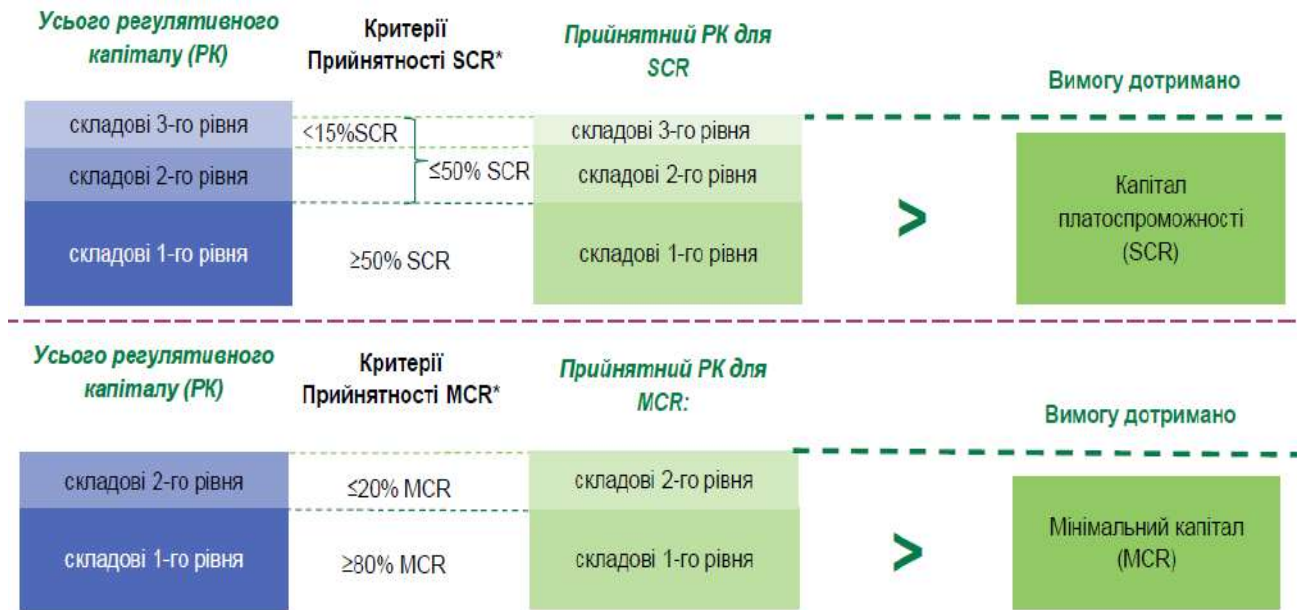 Усього регулятивного
капіталу (РК)
Критерії
Прийнятності SCR*
Прийнятний РК для
SCR
Вимогу дотримано
складові 3-го рівня
<15%SCR
складові 3-го рівня
складові 2-го рівня
≤50% SCR
складові 2-го рівня
складові 1-го рівня
≥50% SCR
складові 1-го рівня
>
Капітал
платоспроможності
(SCR)
Усього регулятивного
капіталу (РК)
Критерії
Прийнятності MCR*
Прийнятний РК для
MCR:
Вимогу дотримано
складові 2-го рівня
≤20% MCR
складові 2-го рівня
складові 1-го рівня
≥80% MCR
складові 1-го рівня
>
Мінімальний капітал
(MCR)